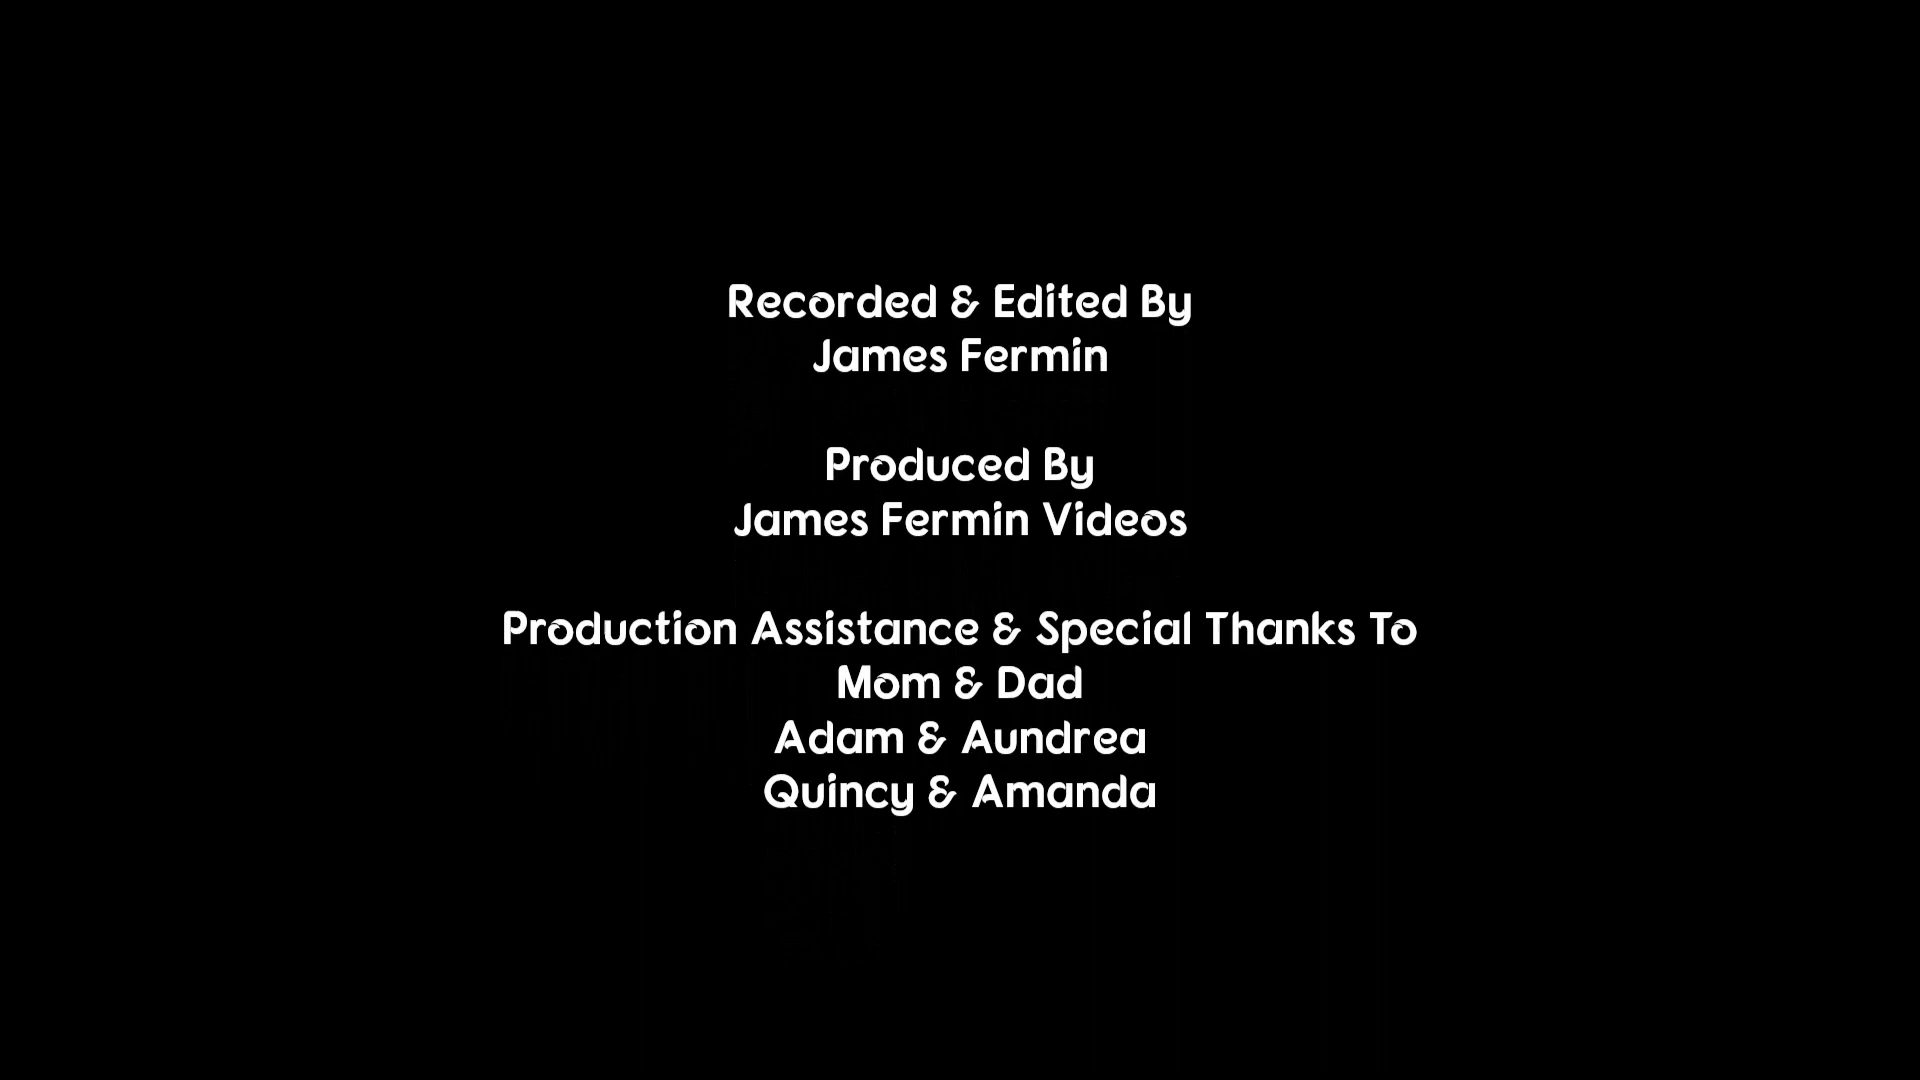 Recorded & Edited By
James Fermin
Produced By
James Fermin Videos
Production Assistance & Special Thanks To
Mom & Dad
Adam & Aundrea
Quincy & Amanda